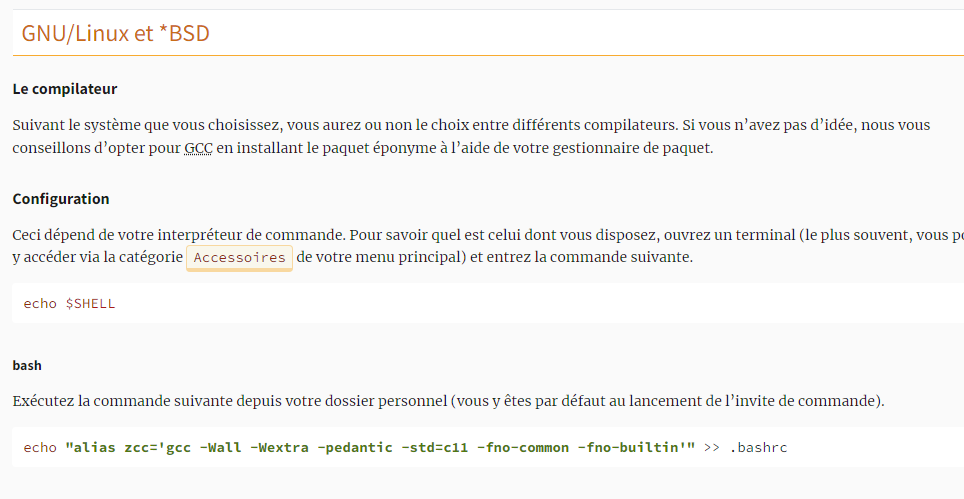 GNU/Linux et *BSD
Le compilateur
Suivant le système que vous choisissez, vous aurez ou non le choix entre différents compilateurs. Si vous n’avez pas d’idée, nous vous
conseillons d’opter pour GCC en installant le paquet éponyme à l’aide de votre gestionnaire de paquet.
Configuration
Ceci dépend de votre interpréteur de commande. Pour savoir quel est celui dont vous disposez, ouvrez un terminal (le plus souvent, vous
y accéder via la catégorie Accessoires de votre menu principal) et entrez la commande suivante.
echo $SHELL
bash
Exécutez la commande suivante depuis votre dossier personnel (vous y êtes par défaut au lancement de l’invite de commande).
echo "alias zcc='gcc -Wall -Wextra -pedantic -std=c11 -fno-common -fno-builtin'" >> .bashrc